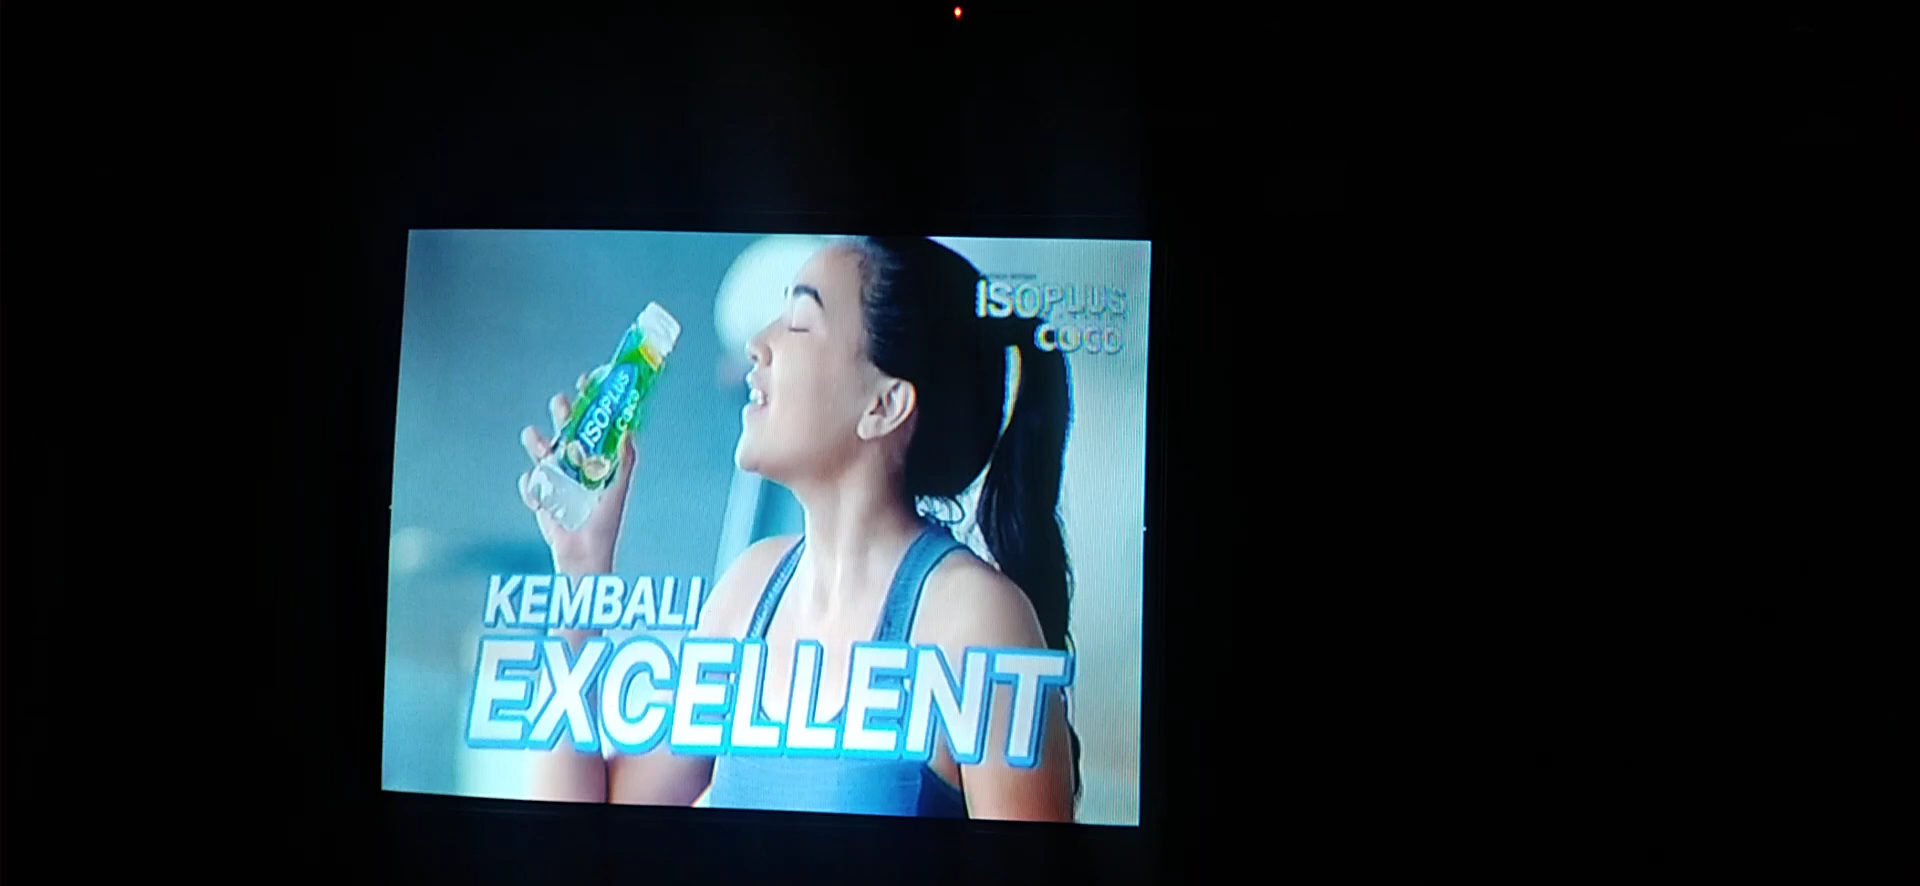 ISOPLUS
COCO
ISOPLUS
COCO
KEMBALI
EXCELLENT